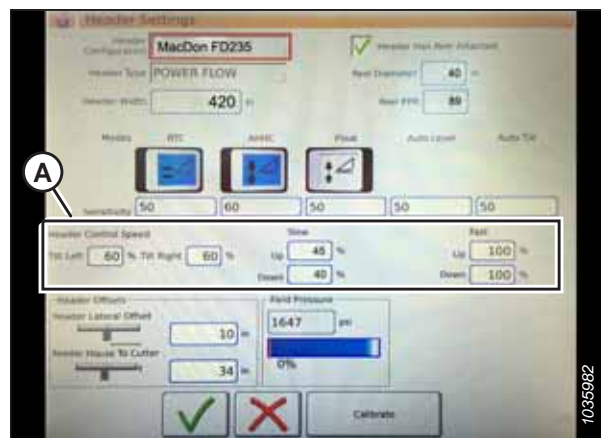 Header Settings
Header Configuration MacDon FD235
Header Has Reel Attached
Header Type POWER FLOW
Reel Diameter 40 in
Header Width 420 in
Reel PPR 89
Modes RTC AHHC Float Auto Level Auto Tilt
Sensitivity 50 60 50 50 50
A
Header Control Speed Slow Fast
Tilt Left 60 % Tilt Right 60 % Up 45 % Up 100 %
Down 40 % Down 100 %
Header Offsets Field Pressure
Header Lateral Offset 1647 psi
10 in
Feeder House To Cutter 0%
34 in
Calibrate
1035982